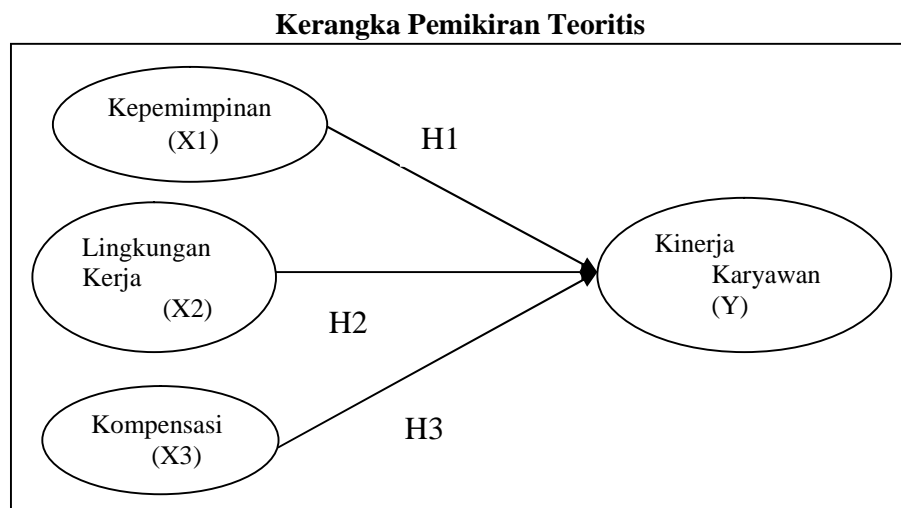 Kerangka Pemikiran Teoritis
Kepemimpinan
(X1)
H1
Lingkungan
Kerja
(X2)
H2
Kompensasi
(X3)
H3
Kinerja
Karyawan
(Y)